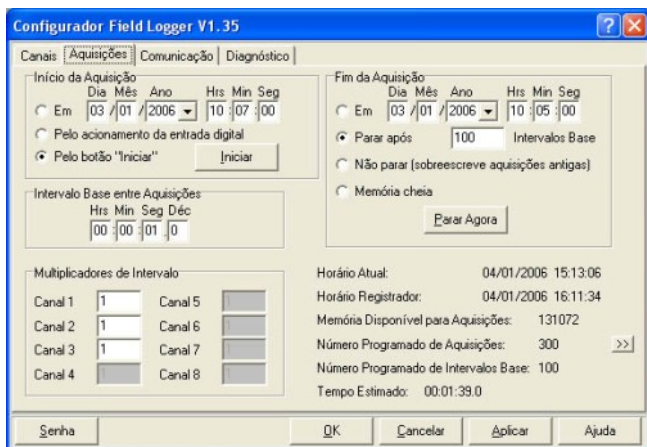 Configurador Field Logger V1.35
Canais Aquisições Comunicação Diagnóstico
Início da Aquisição
Dia Mês Ano Hrs Min Seg
Em 03 / 01 / 2006 10 : 07 : 00
Pelo acionamento da entrada digital
Pelo botão "Iniciar" Iniciar
Fim da Aquisição
Dia Mês Ano Hrs Min Seg
Em 03 / 01 / 2006 10 : 05 : 00
Parar após 100 Intervalos Base
Não parar (sobreescreve aquisições antigas)
Memória cheia
Parar Agora
Intervalo Base entre Aquisições
Hrs Min Seg Déc
00 : 00 : 01 . 0
Multiplicadores de Intervalo
Canal 1 1 Canal 5 1
Canal 2 1 Canal 6 1
Canal 3 1 Canal 7 1
Canal 4 1 Canal 8 1
Horário Atual: 04/01/2006 15:13:06
Horário Registrador: 04/01/2006 16:11:34
Memória Disponível para Aquisições: 131072
Número Programado de Aquisições: 300 >>
Número Programado de Intervalos Base: 100
Tempo Estimado: 00:01:39.0
Senha OK Cancelar Aplicar Ajuda